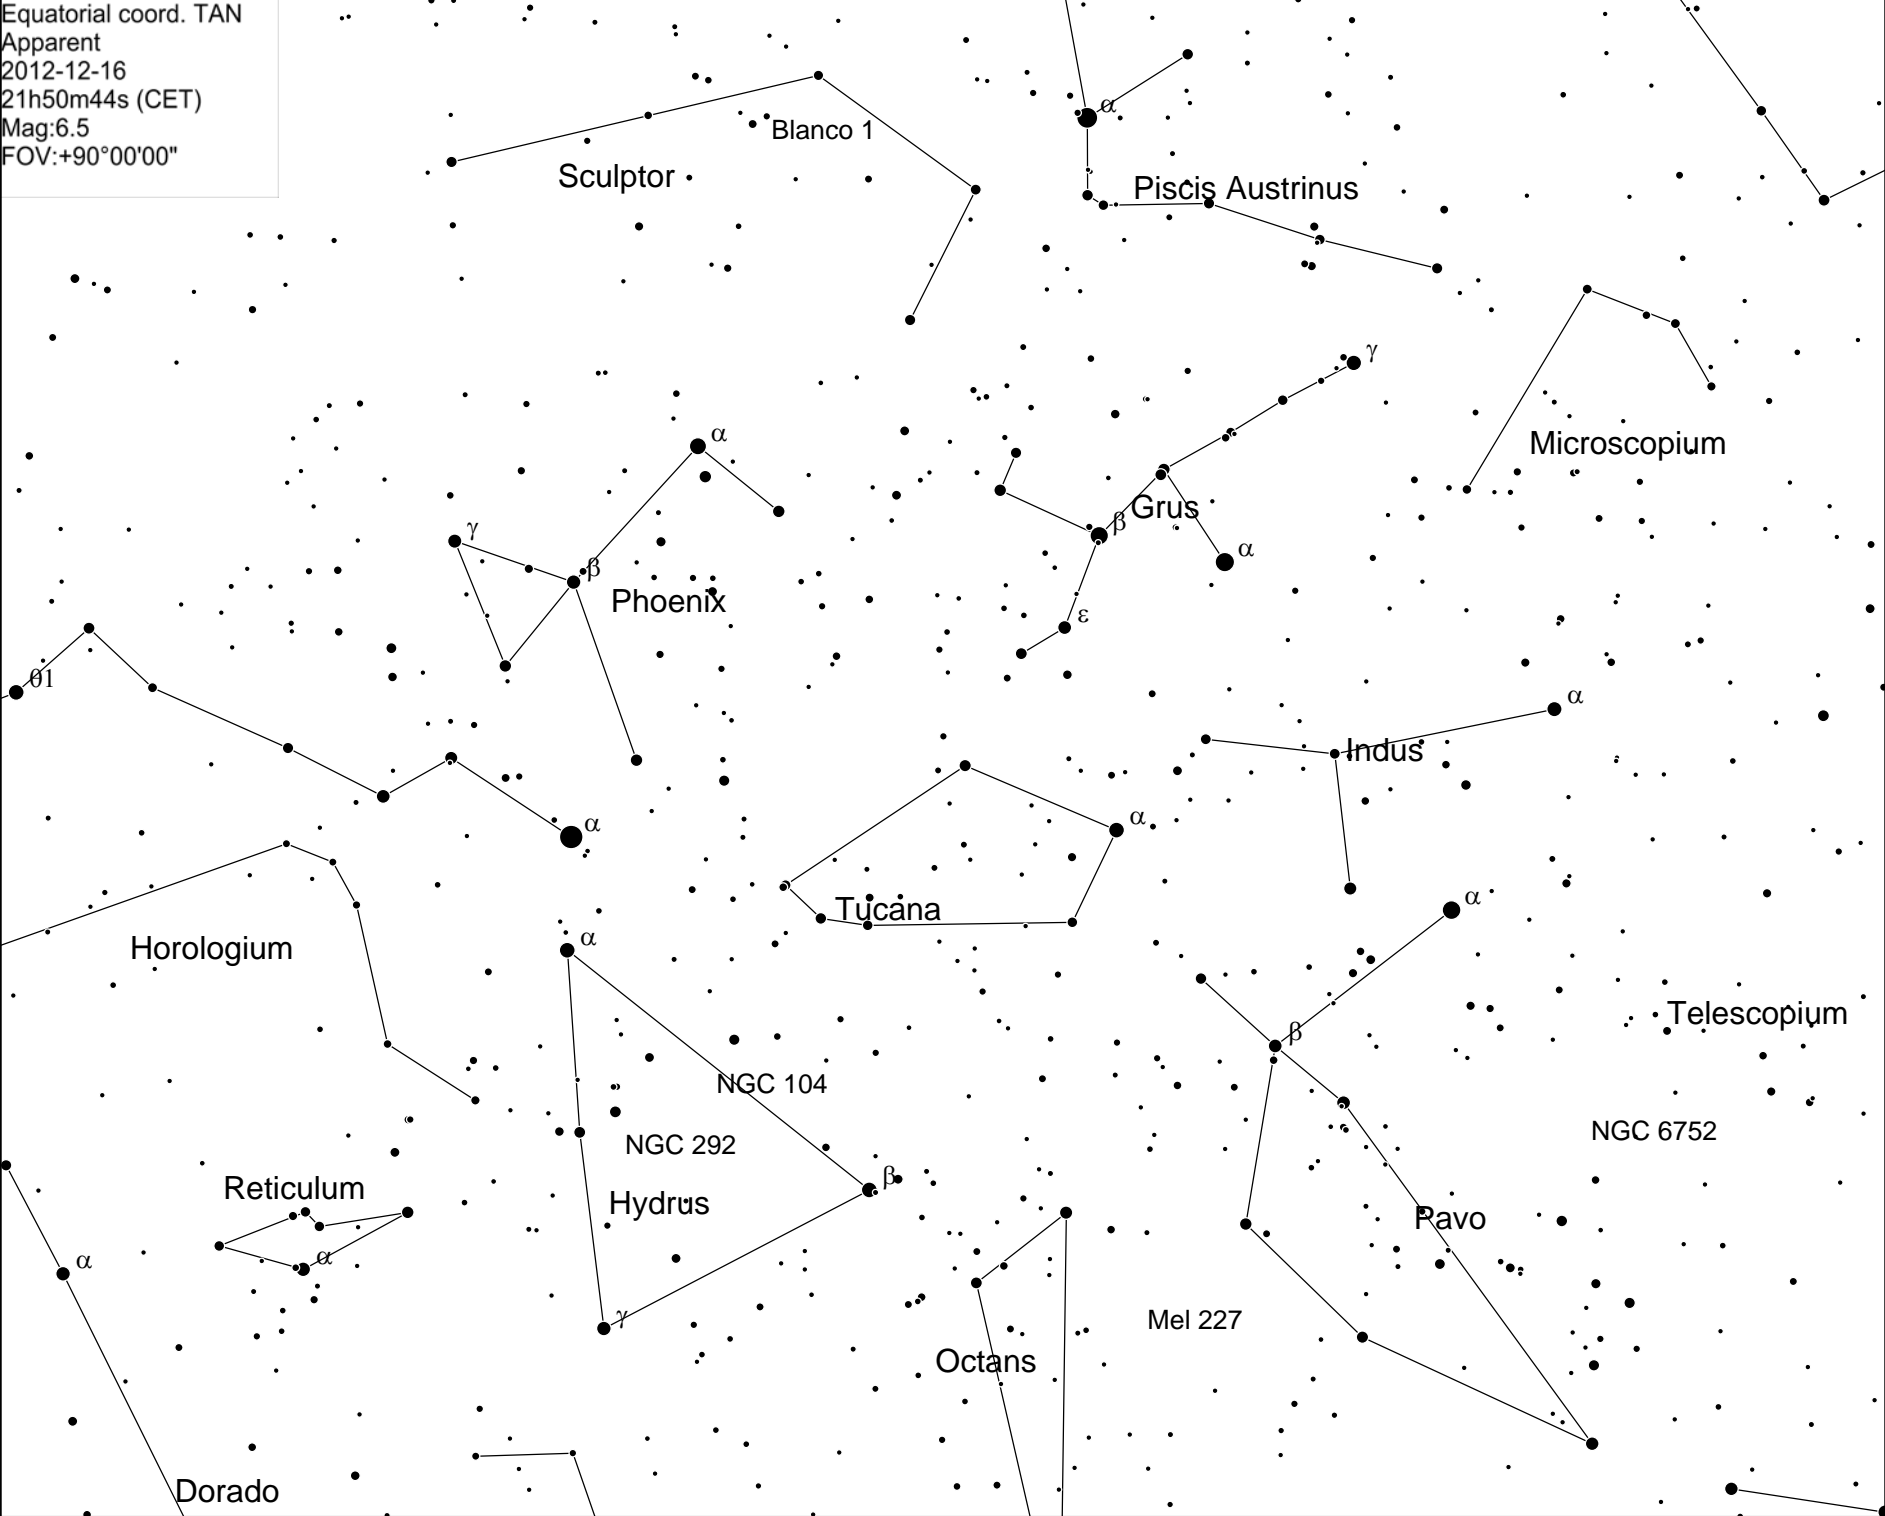 Equatorial coord. TAN
Apparent
2012-12-16
21h50m44s (CET)
Mag:6.5
FOV:+90°00'00"
α
Blanco 1
Sculptor
Piscis Austrinus
γ
α
Microscopium
Grus
β
γ
α
β
Phoenix
ε
θ1
α
Indus
α
α
α
Tucana
α
Horologium
Telescopium
β
NGC 104
NGC 6752
NGC 292
β
Reticulum
Hydrus
Pavo
α
α
γ
Mel 227
Octans
Dorado